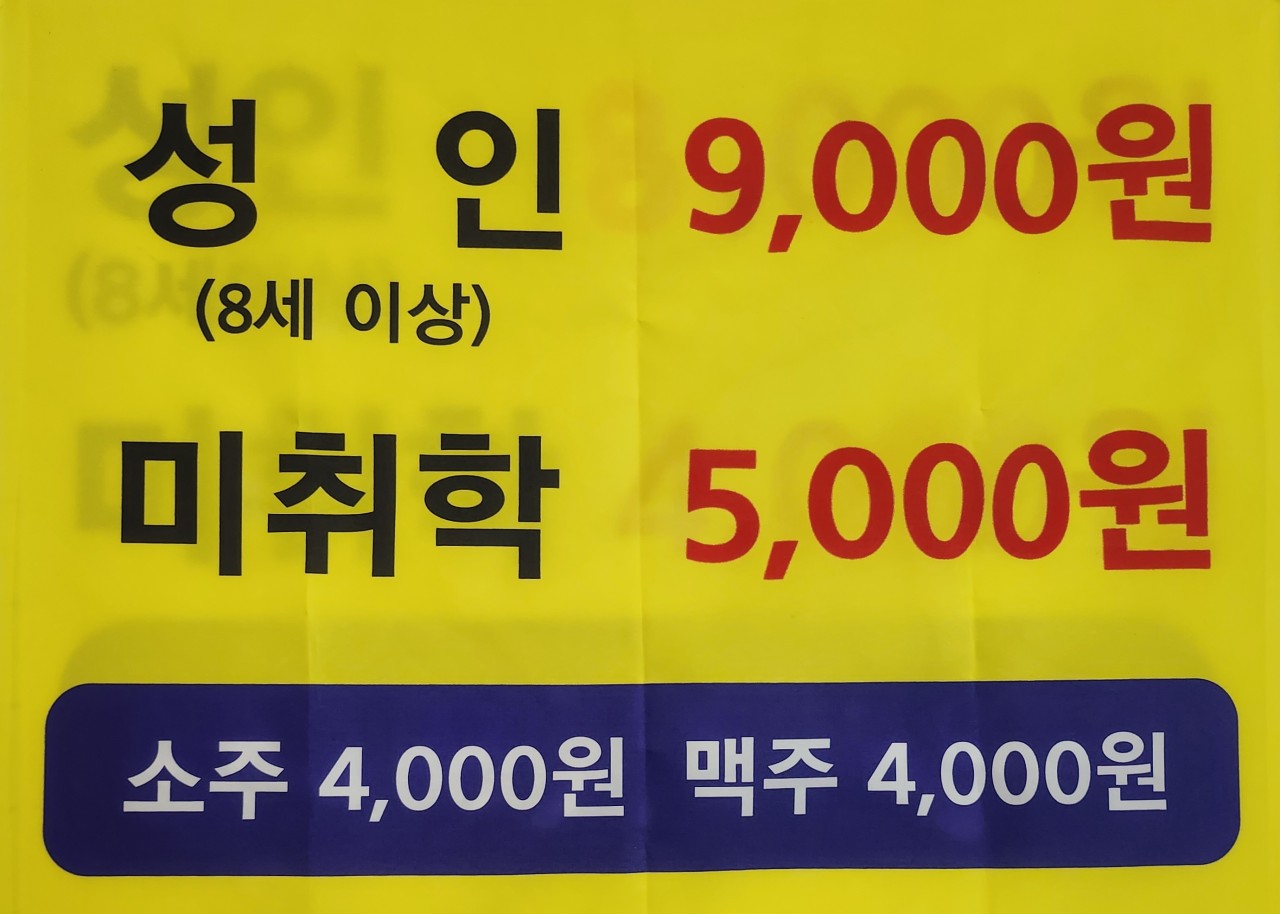 성 인 9,000원
(8세 이상)
미취학 5,000원
소주 4,000원 맥주 4,000원